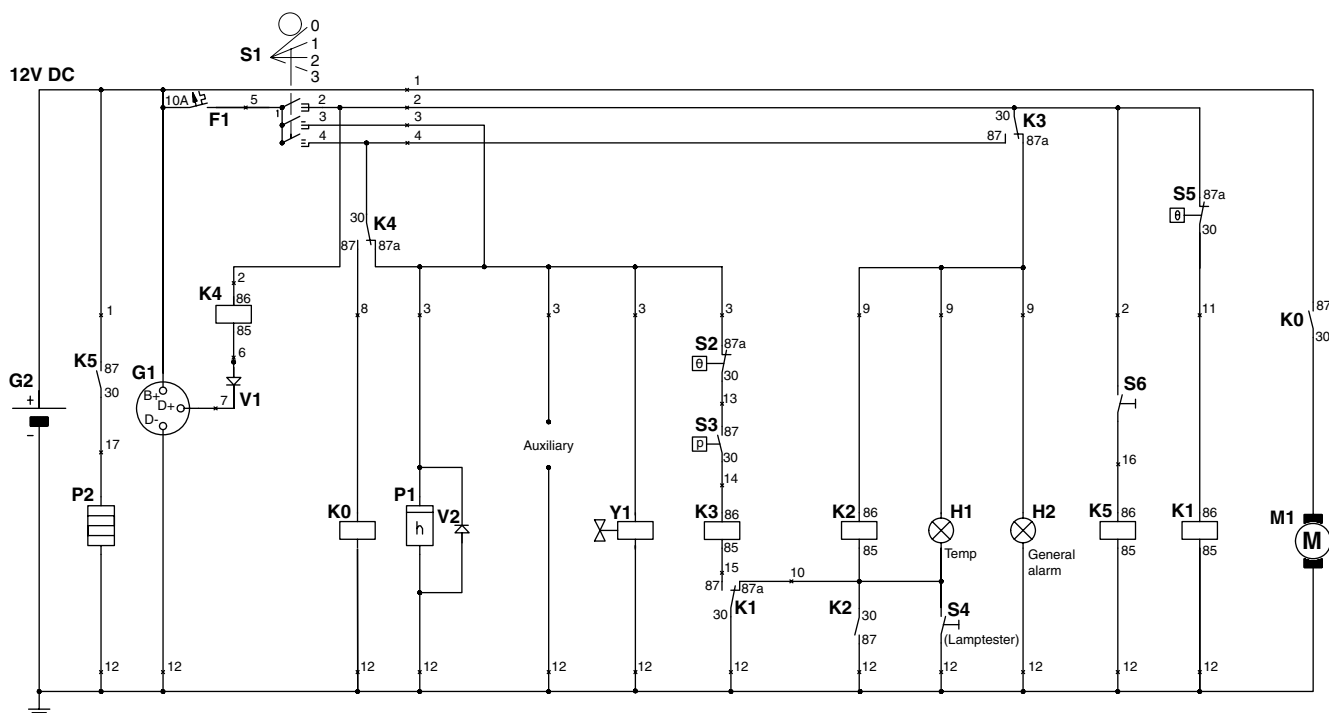 0
1
S1
2
3
12V DC
1
10A
5
1
2
2
F1
3
3
4
4
30
K3
87
87a
S5
87a
θ
30
30
K4
87
87a
2
K4
86
85
6
1
8
3
3
3
3
9
9
9
2
11
87
K0
30
S2
87a
θ
30
13
K5
87
30
G1
B+
D+
D-
7
V1
G2
+
−
S6
S3
87
p
30
14
17
Auxiliary
16
P2
K0
P1
h
V2
Y1
K3
86
85
K2
86
85
H1
Temp
H2
General
alarm
K5
86
85
K1
86
85
M1
M
15
87
87a
10
30
K1
K2
30
87
S4
(Lamptester)
12
12
12
12
12
12
12
12
12
12
12
12